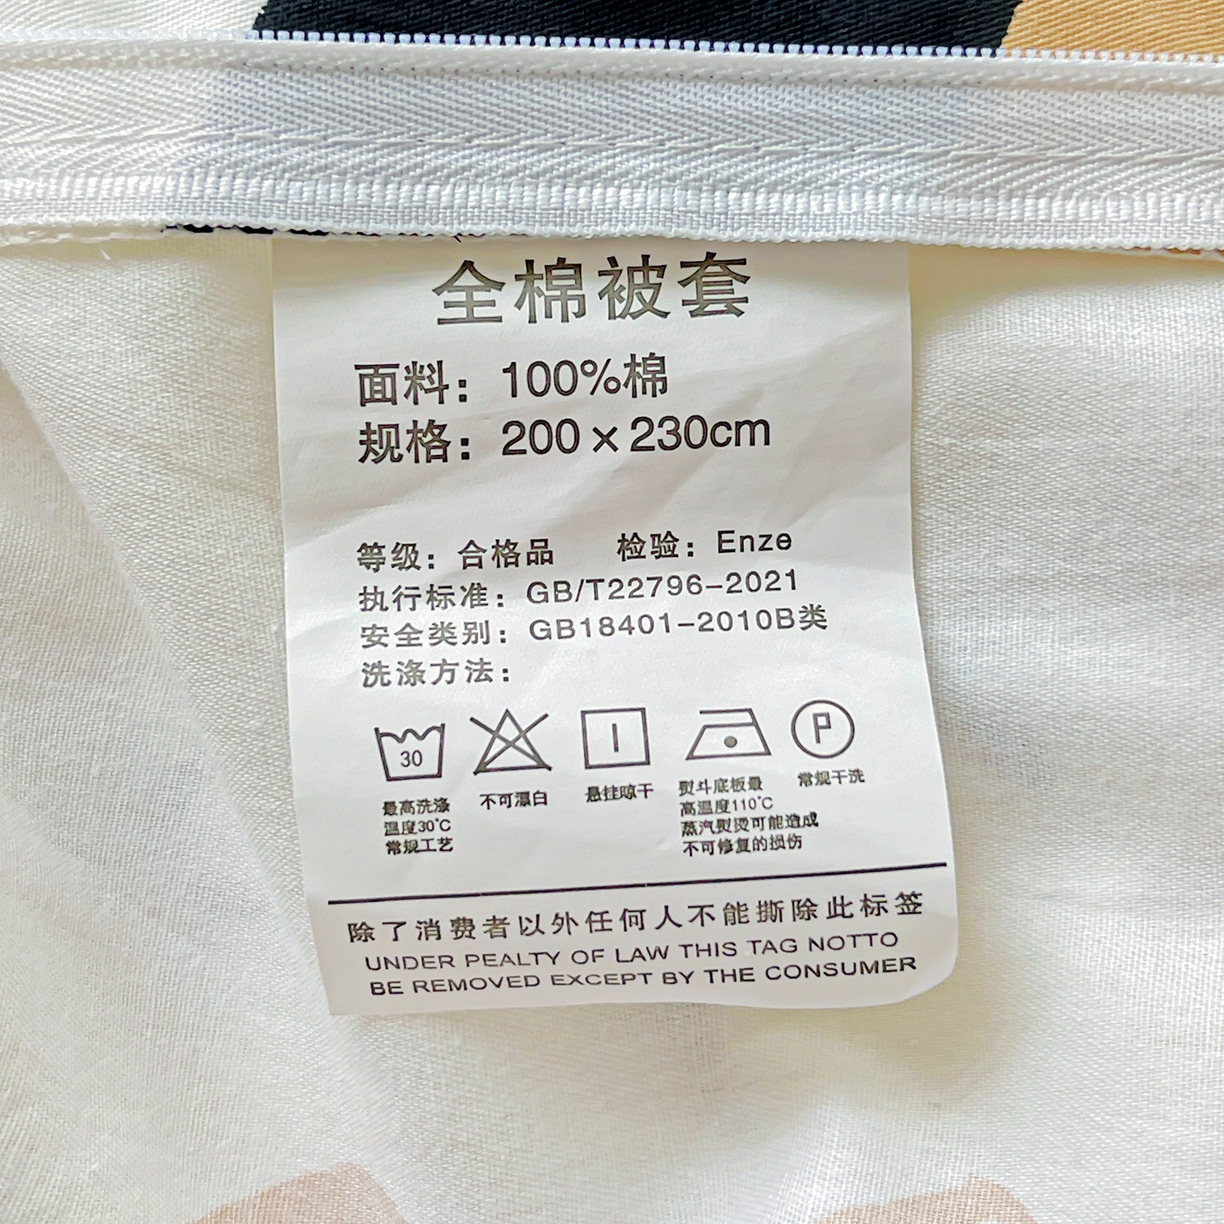 全棉被套
面料：100%棉
规格：200×230cm
等级：合格品 检验：Enze
执行标准：GB/T22796-2021
安全类别：GB18401-2010B类
洗涤方法：
30
P
最高洗涤
温度30℃
常规工艺
不可漂白
悬挂晾干
熨斗底板最
高温度110℃
蒸汽熨烫可能造成
不可修复的损伤
常规干洗
除了消费者以外任何人不能撕除此标签
UNDER PEALTY OF LAW THIS TAG NOTTO
BE REMOVED EXCEPT BY THE CONSUMER